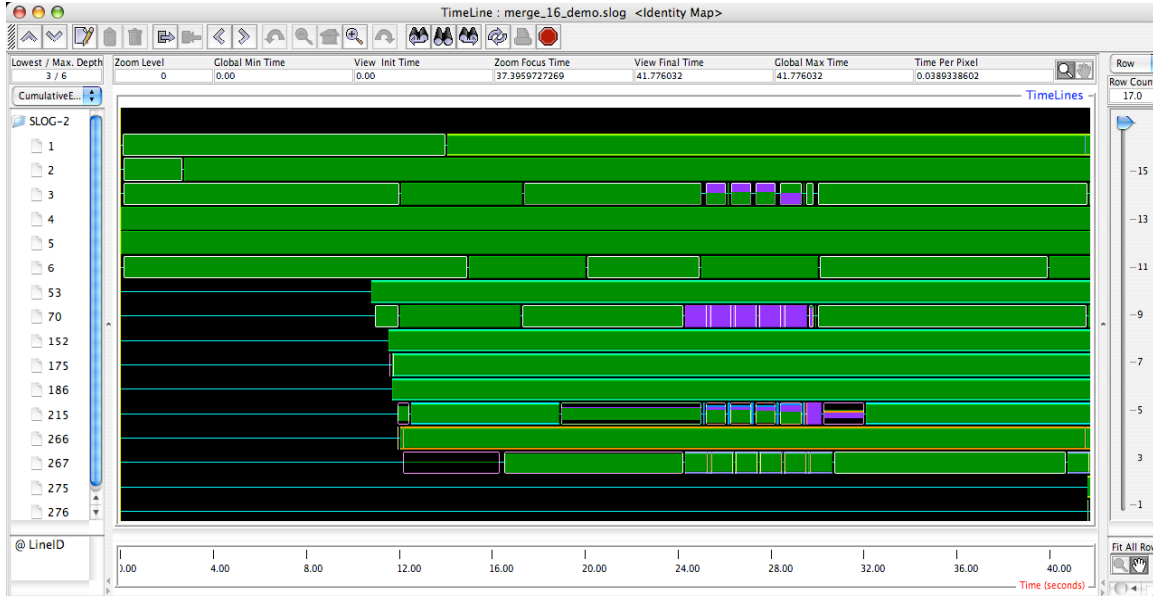 TimeLine : merge_16_demo.slog <Identity Map>
Lowest / Max. Depth Zoom Level Global Min Time View Init Time Zoom Focus Time View Final Time Global Max Time Time Per Pixel Row
3 / 6 0 0.00 0.00 37.3959727269 41.776032 41.776032 0.0389338602 Row Count
CumulativeE... TimeLines 17.0
SLOG-2
1
2 15
3
4 13
5
6 11
53
70 9
152
175 7
186
215 5
266
267 3
275
276 1
@ LineID Fit All Row
0.00 4.00 8.00 12.00 16.00 20.00 24.00 28.00 32.00 36.00 40.00
Time (seconds)